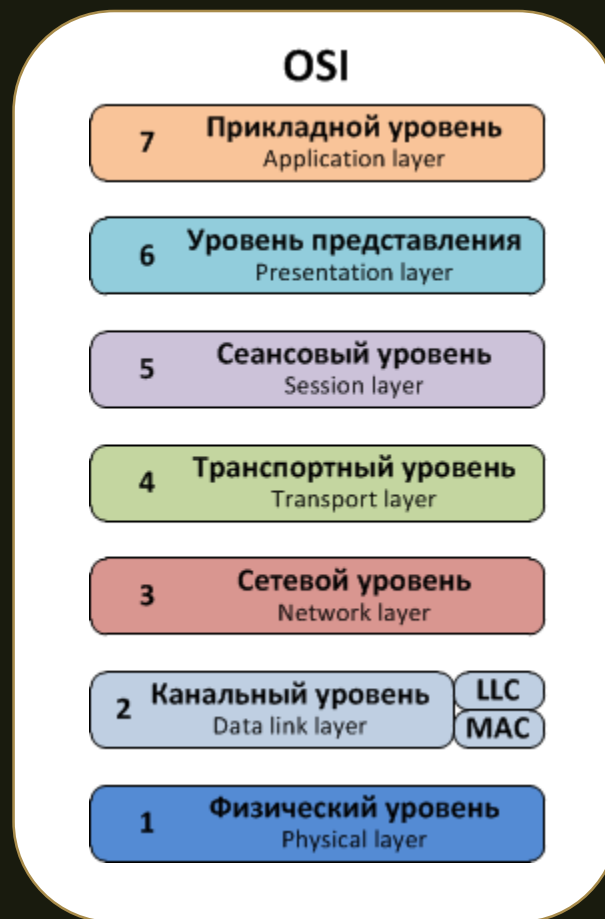 OSI
7
Прикладной уровень
Application layer
6
Уровень представления
Presentation layer
5
Сеансовый уровень
Session layer
4
Транспортный уровень
Transport layer
3
Сетевой уровень
Network layer
2
Канальный уровень
Data link layer
LLC
MAC
1
Физический уровень
Physical layer